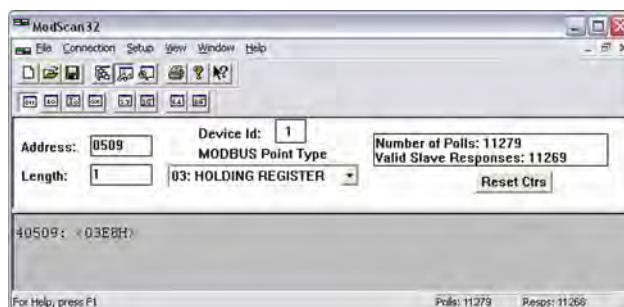 ModScan32
File Connection Setup View Window Help
Address: 0509
Device Id: 1
MODBUS Point Type
Length: 1
03: HOLDING REGISTER
Number of Polls: 11279
Valid Slave Responses: 11269
Reset Ctrs
40509: <03E8H>
For Help, press F1
Polls: 11279
Resps: 11268